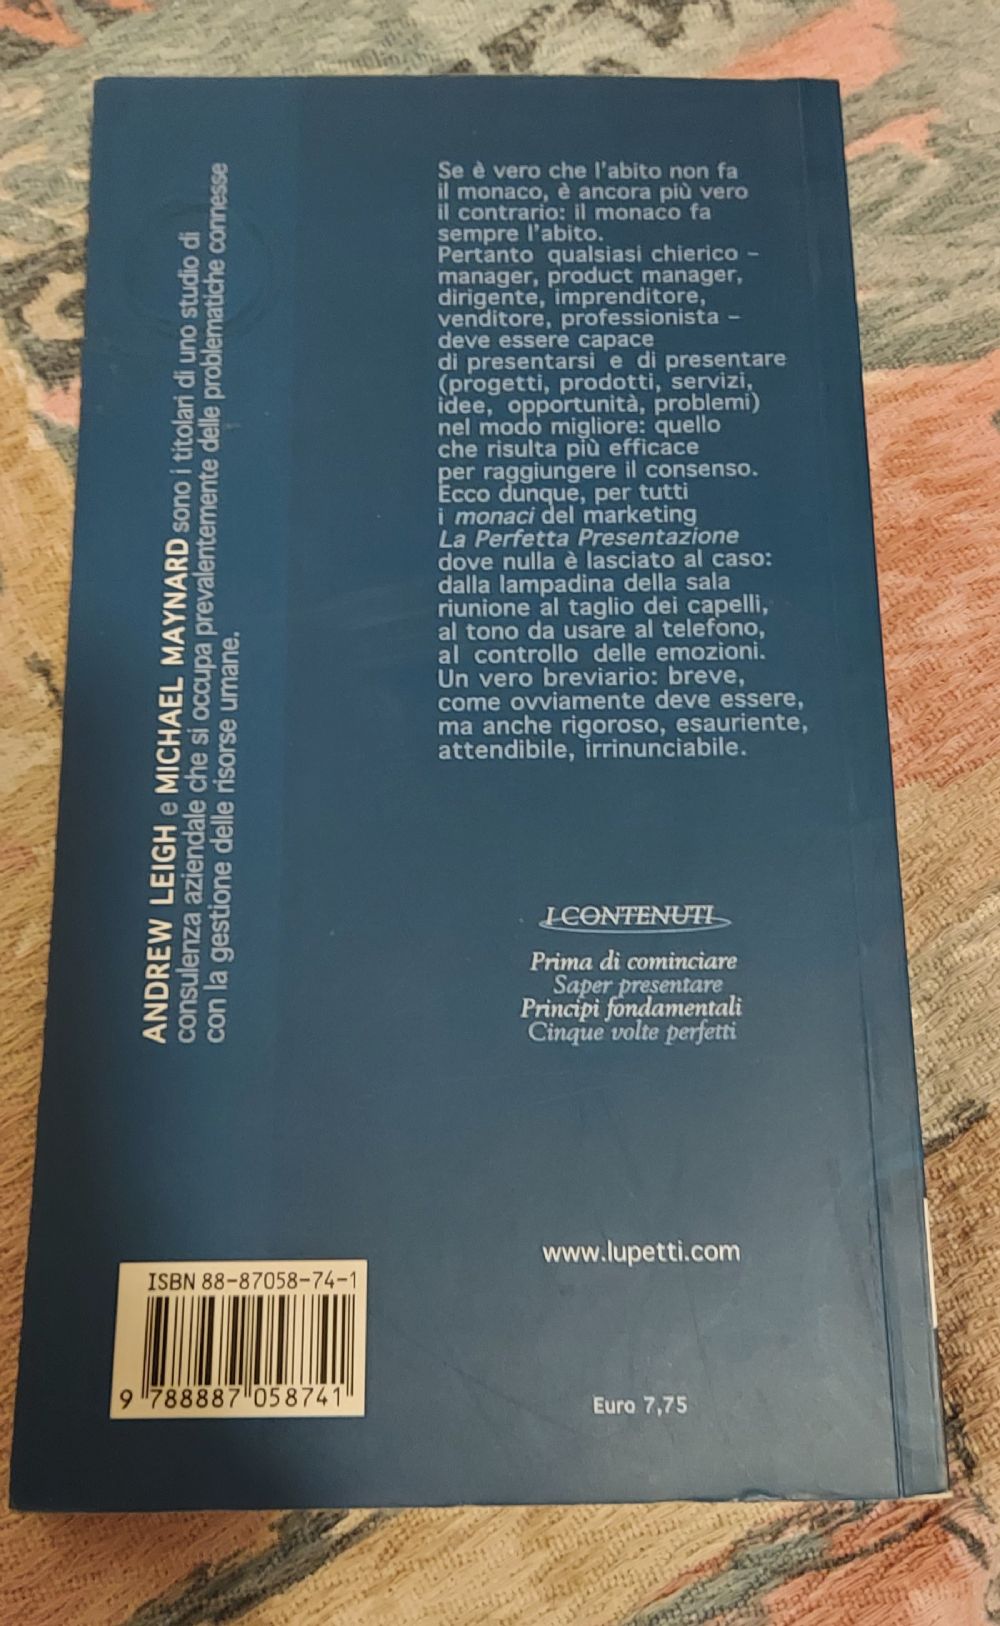 ANDREW LEIGH e MICHAEL MAYNARD sono i titolari di uno studio di
consulenza aziendale che si occupa prevalentemente delle problematiche connesse
con la gestione delle risorse umane.
Se è vero che l'abito non fa
il monaco, è ancora più vero
il contrario: il monaco fa
sempre l'abito.
Pertanto qualsiasi chierico –
manager, product manager,
dirigente, imprenditore,
venditore, professionista –
deve essere capace
di presentarsi e di presentare
(progetti, prodotti, servizi,
idee, opportunità, problemi)
nel modo migliore: quello
che risulta più efficace
per raggiungere il consenso.
Ecco dunque, per tutti
i monaci del marketing
La Perfetta Presentazione
dove nulla è lasciato al caso:
dalla lampadina della sala
riunione al taglio dei capelli,
al tono da usare al telefono,
al controllo delle emozioni.
Un vero breviario: breve,
come ovviamente deve essere,
ma anche rigoroso, esauriente,
attendibile, irrinunciabile.
I CONTENUTI
Prima di cominciare
Saper presentare
Principi fondamentali
Cinque volte perfetti
www.lupetti.com
ISBN 88-87058-74-1
9 788887 058741
Euro 7,75